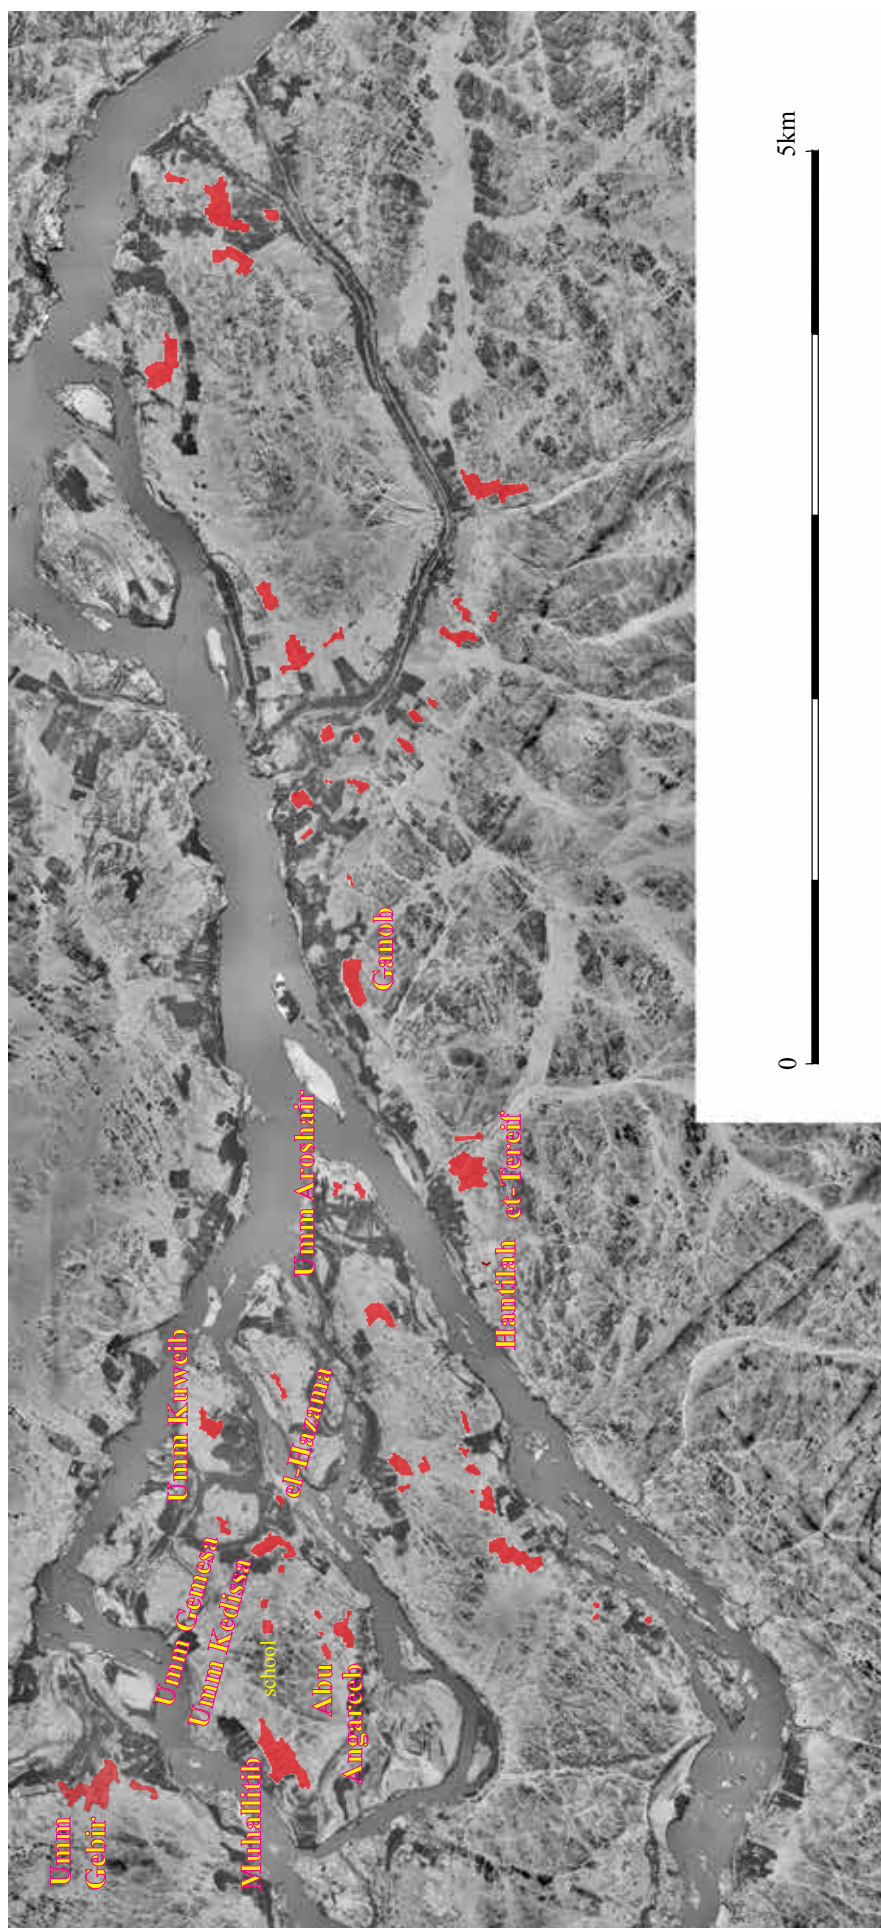 Umm
Gebir
Muhallitib
Umm Gemesa
Umm Kedissa
school
Abu
Angareeb
Umm Kuweib
el-Hazama
Umm Aroshair
Hantilah
et-Tereif
Ganob
0
5km